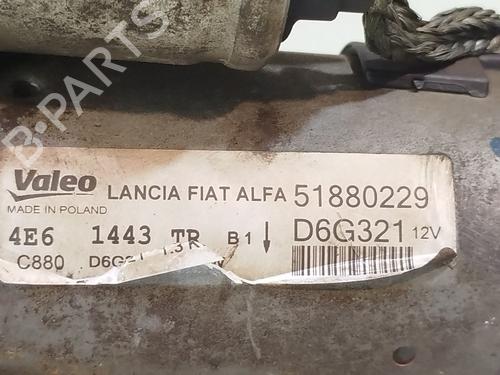 B-PARTS
Valeo LANCIA FIAT ALFA 51880229
MADE IN POLAND
4E6 1443 TR B1 D6G321 12V
C880